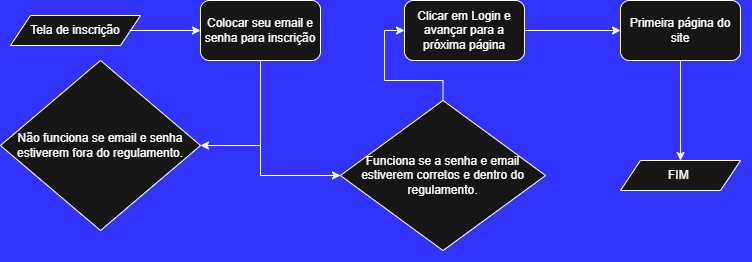 Tela de inscrição
Colocar seu email e
senha para inscrição
Clicar em Login e
avançar para a
próxima página
Primeira página do
site
Não funciona se email e senha
estiverem fora do regulamento.
Funciona se a senha e email
estiverem corretos e dentro do
regulamento.
FIM